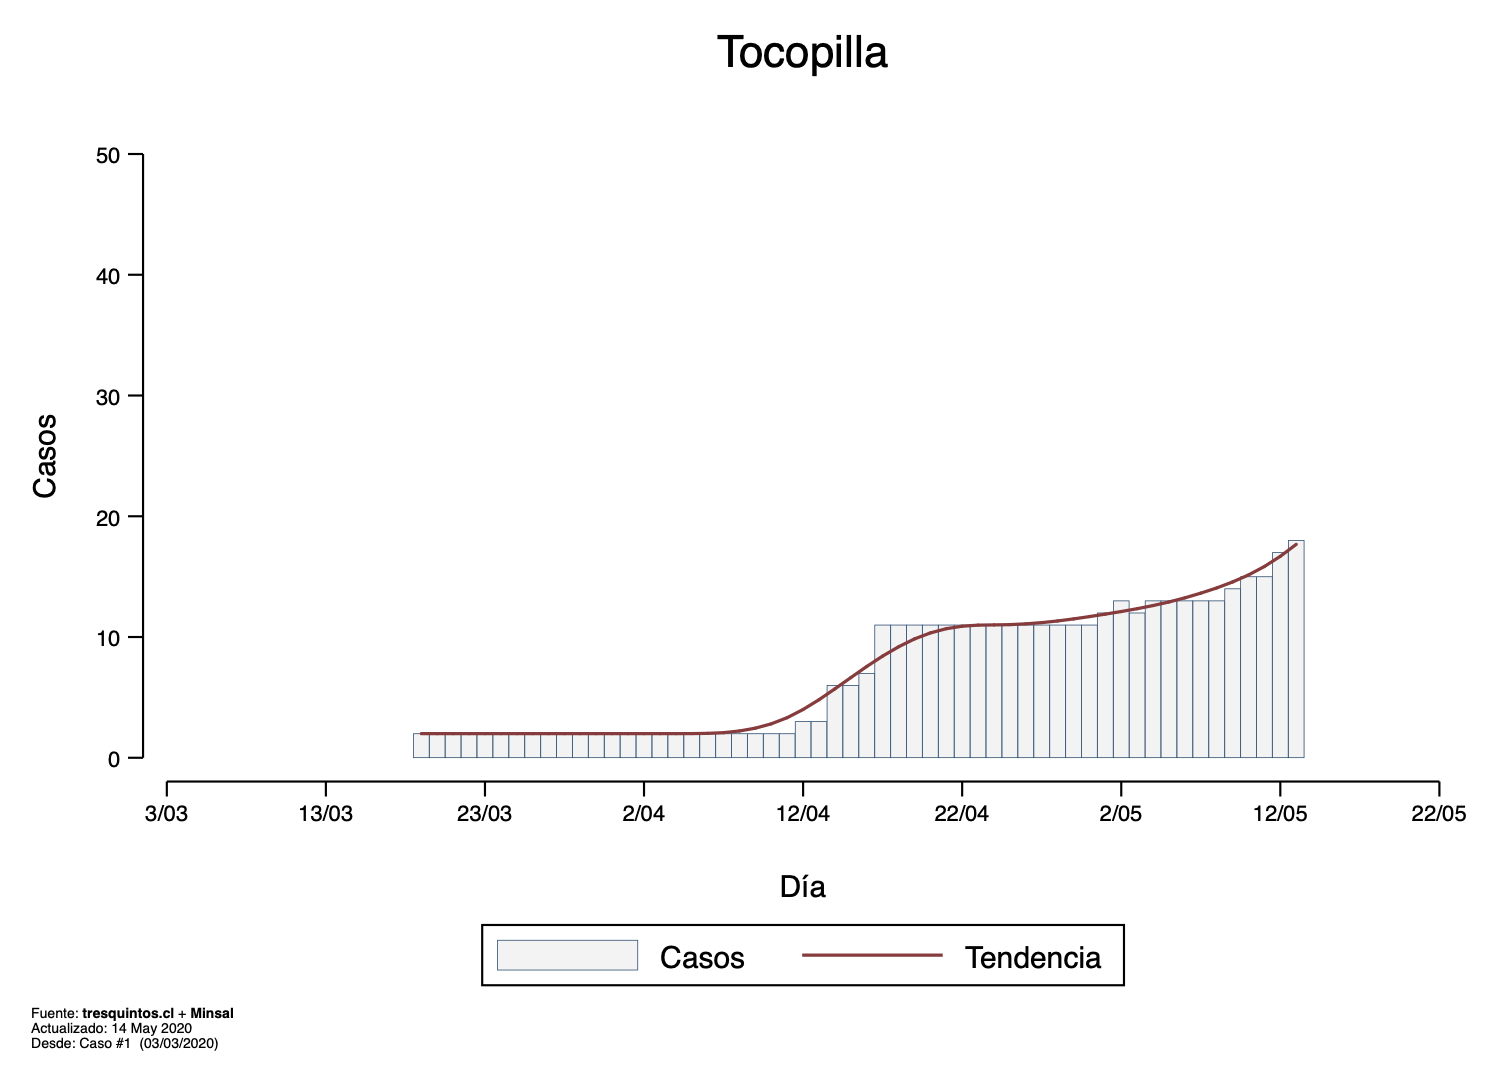 Tocopilla
50
40
30
20
10
0
Casos
3/03 13/03 23/03 2/04 12/04 22/04 2/05 12/05 22/05
Día
Casos Tendencia
Fuente: tresquintos.cl + Minsal
Actualizado: 14 May 2020
Desde: Caso #1 (03/03/2020)